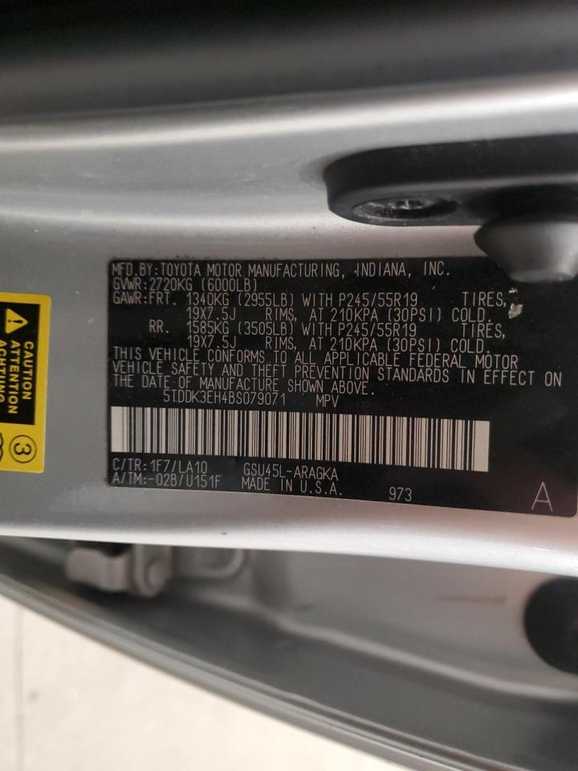 MFD.BY:TOYOTA MOTOR MANUFACTURING, INDIANA, INC.
GVWR:2720KG (6000LB)
GAWR:FRT. 1340KG (2955LB) WITH P245/55R19 TIRES,
19X7.5J RIMS, AT 210KPA (30PSI) COLD.
RR. 1585KG (3505LB) WITH P245/55R19 TIRES,
19X7.5J RIMS, AT 210KPA (30PSI) COLD.
THIS VEHICLE CONFORMS TO ALL APPLICABLE FEDERAL MOTOR
VEHICLE SAFETY AND THEFT PREVENTION STANDARDS IN EFFECT ON
THE DATE OF MANUFACTURE SHOWN ABOVE.
5TDDK3EH4BS079071 MPV
C/TR:1F7/LA10 GSU45L-ARAGKA
A/TM:-02B/U151F MADE IN U.S.A. 973
A
CAUTION
ATTENTION
ACHTUNG
3